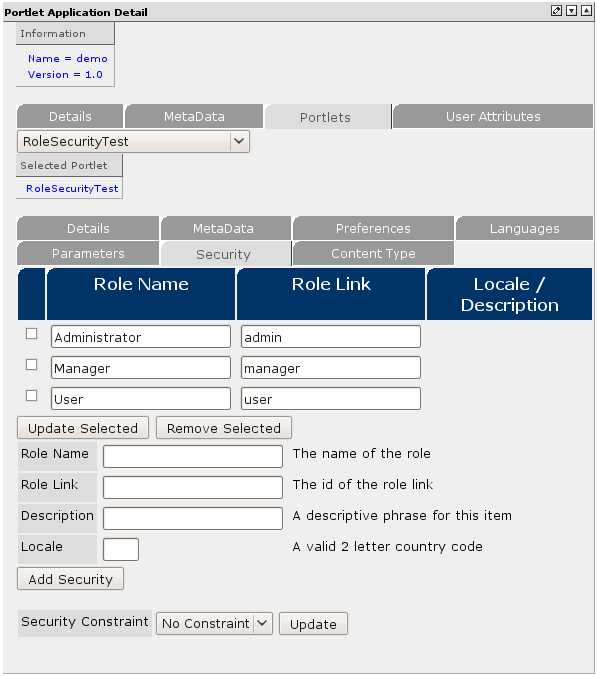 Portlet Application Detail
Information
Name = demo
Version = 1.0
Details MetaData Portlets User Attributes
RoleSecurityTest
Selected Portlet
RoleSecurityTest
Details MetaData Preferences Languages
Parameters Security Content Type
Role Name Role Link Locale /
Description
Administrator admin
Manager manager
User user
Update Selected Remove Selected
Role Name The name of the role
Role Link The id of the role link
Description A descriptive phrase for this item
Locale A valid 2 letter country code
Add Security
Security Constraint No Constraint Update